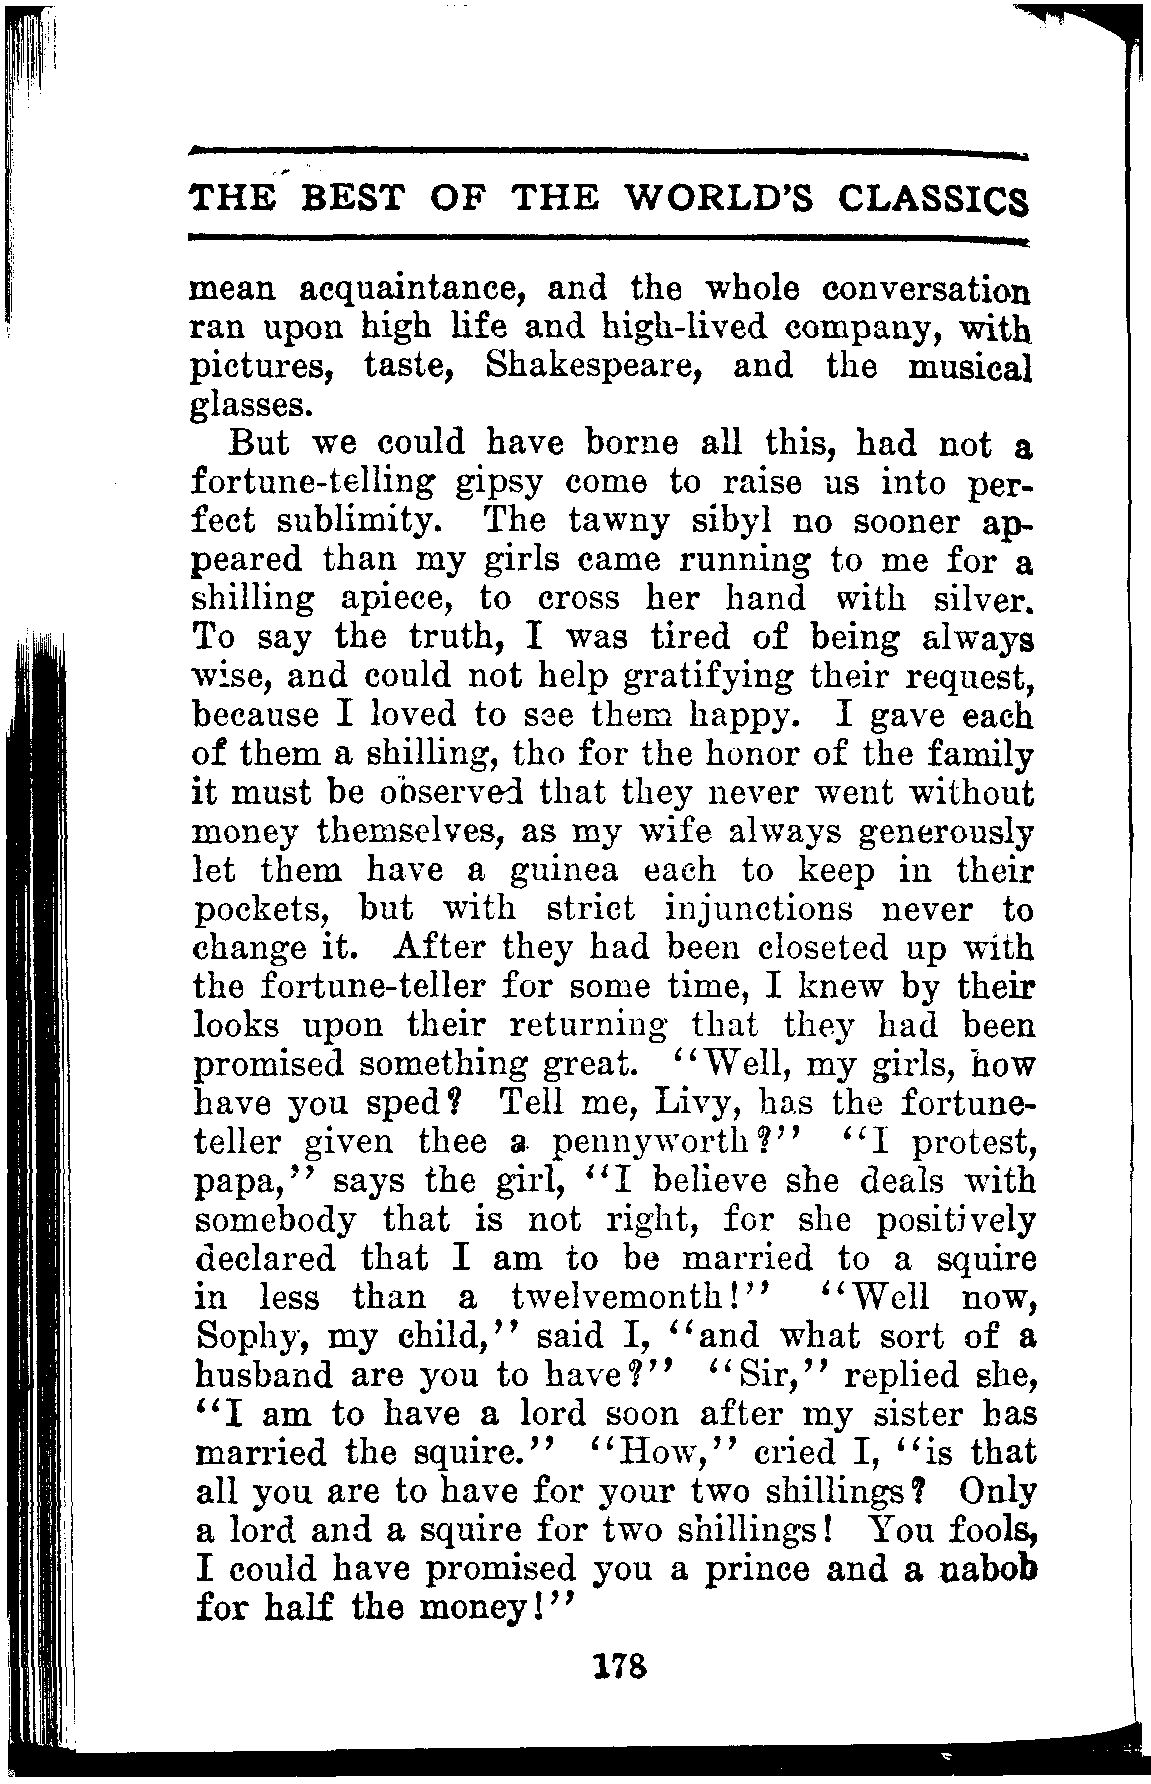 THE BEST OF THE WORLD'S CLASSICS
mean acquaintance, and the whole conversation
ran upon high life and high-lived company, with
pictures, taste, Shakespeare, and the musical
glasses.
But we could have borne all this, had not a
fortune-telling gipsy come to raise us into per-
fect sublimity. The tawny sibyl no sooner ap-
peared than my girls came running to me for a
shilling apiece, to cross her hand with silver.
To say the truth, I was tired of being always
wise, and could not help gratifying their request,
because I loved to see them happy. I gave each
of them a shilling, tho for the honor of the family
it must be observed that they never went without
money themselves, as my wife always generously
let them have a guinea each to keep in their
pockets, but with strict injunctions never to
change it. After they had been closeted up with
the fortune-teller for some time, I knew by their
looks upon their returning that they had been
promised something great. "Well, my girls, how
have you sped? Tell me, Livy, has the fortune-
teller given thee a pennyworth?" "I protest,
papa," says the girl, "I believe she deals with
somebody that is not right, for she positively
declared that I am to be married to a squire
in less than a twelvemonth!" "Well now,
Sophy, my child," said I, "and what sort of a
husband are you to have?" "Sir," replied she,
"I am to have a lord soon after my sister has
married the squire." "How," cried I, "is that
all you are to have for your two shillings? Only
a lord and a squire for two shillings! You fools,
I could have promised you a prince and a nabob
for half the money!"
178